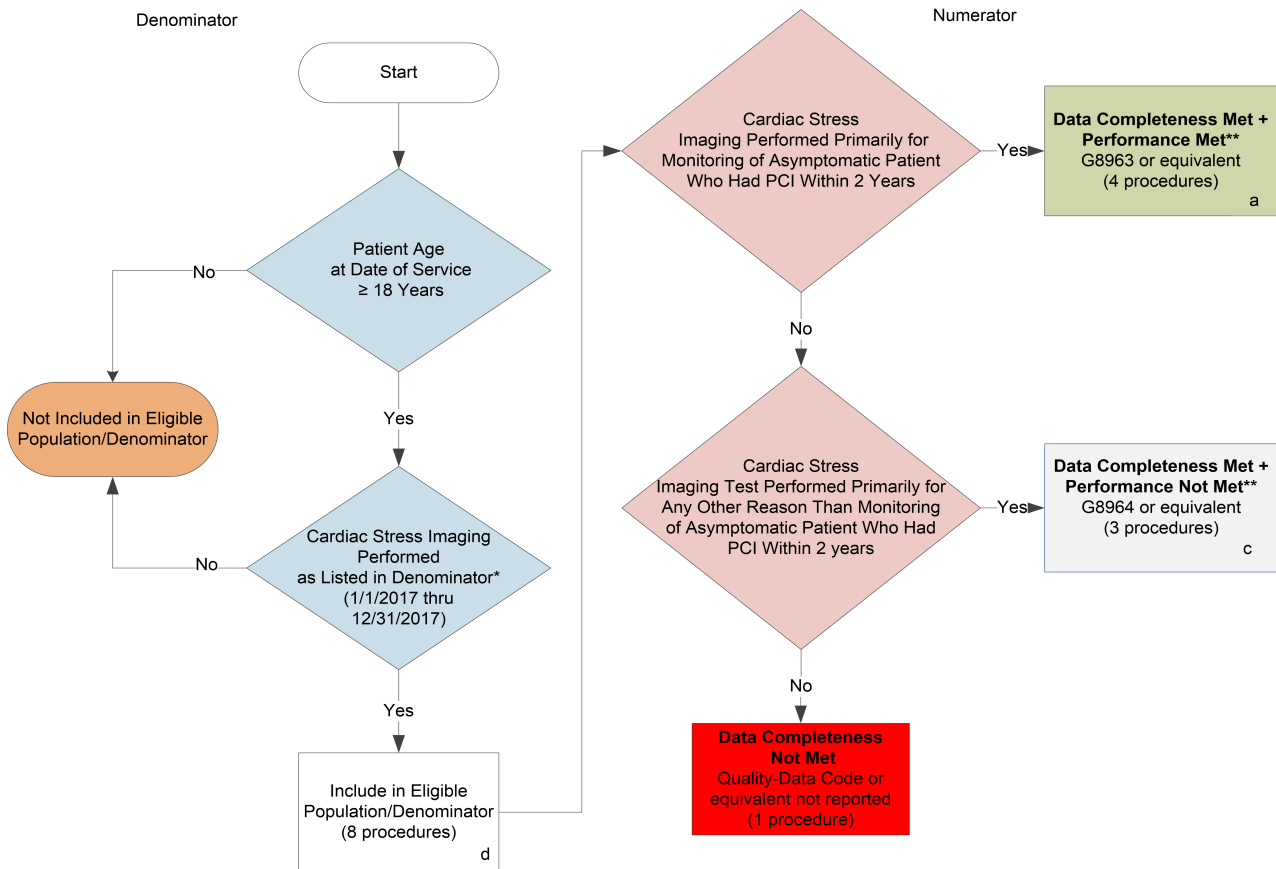 Denominator
Start
Patient Age
at Date of Service
≥ 18 Years
No
Not Included in Eligible
Population/Denominator
Yes
Cardiac Stress Imaging
Performed
as Listed in Denominator*
(1/1/2017 thru
12/31/2017)
No
Yes
Include in Eligible
Population/Denominator
(8 procedures)
d
Numerator
Cardiac Stress
Imaging Performed Primarily for
Monitoring of Asymptomatic Patient
Who Had PCI Within 2 Years
Yes
Data Completeness Met +
Performance Met**
G8963 or equivalent
(4 procedures)
a
No
Cardiac Stress
Imaging Test Performed Primarily for
Any Other Reason Than Monitoring
of Asymptomatic Patient Who Had
PCI Within 2 years
Yes
Data Completeness Met +
Performance Not Met**
G8964 or equivalent
(3 procedures)
c
No
Data Completeness
Not Met
Quality-Data Code or
equivalent not reported
(1 procedure)